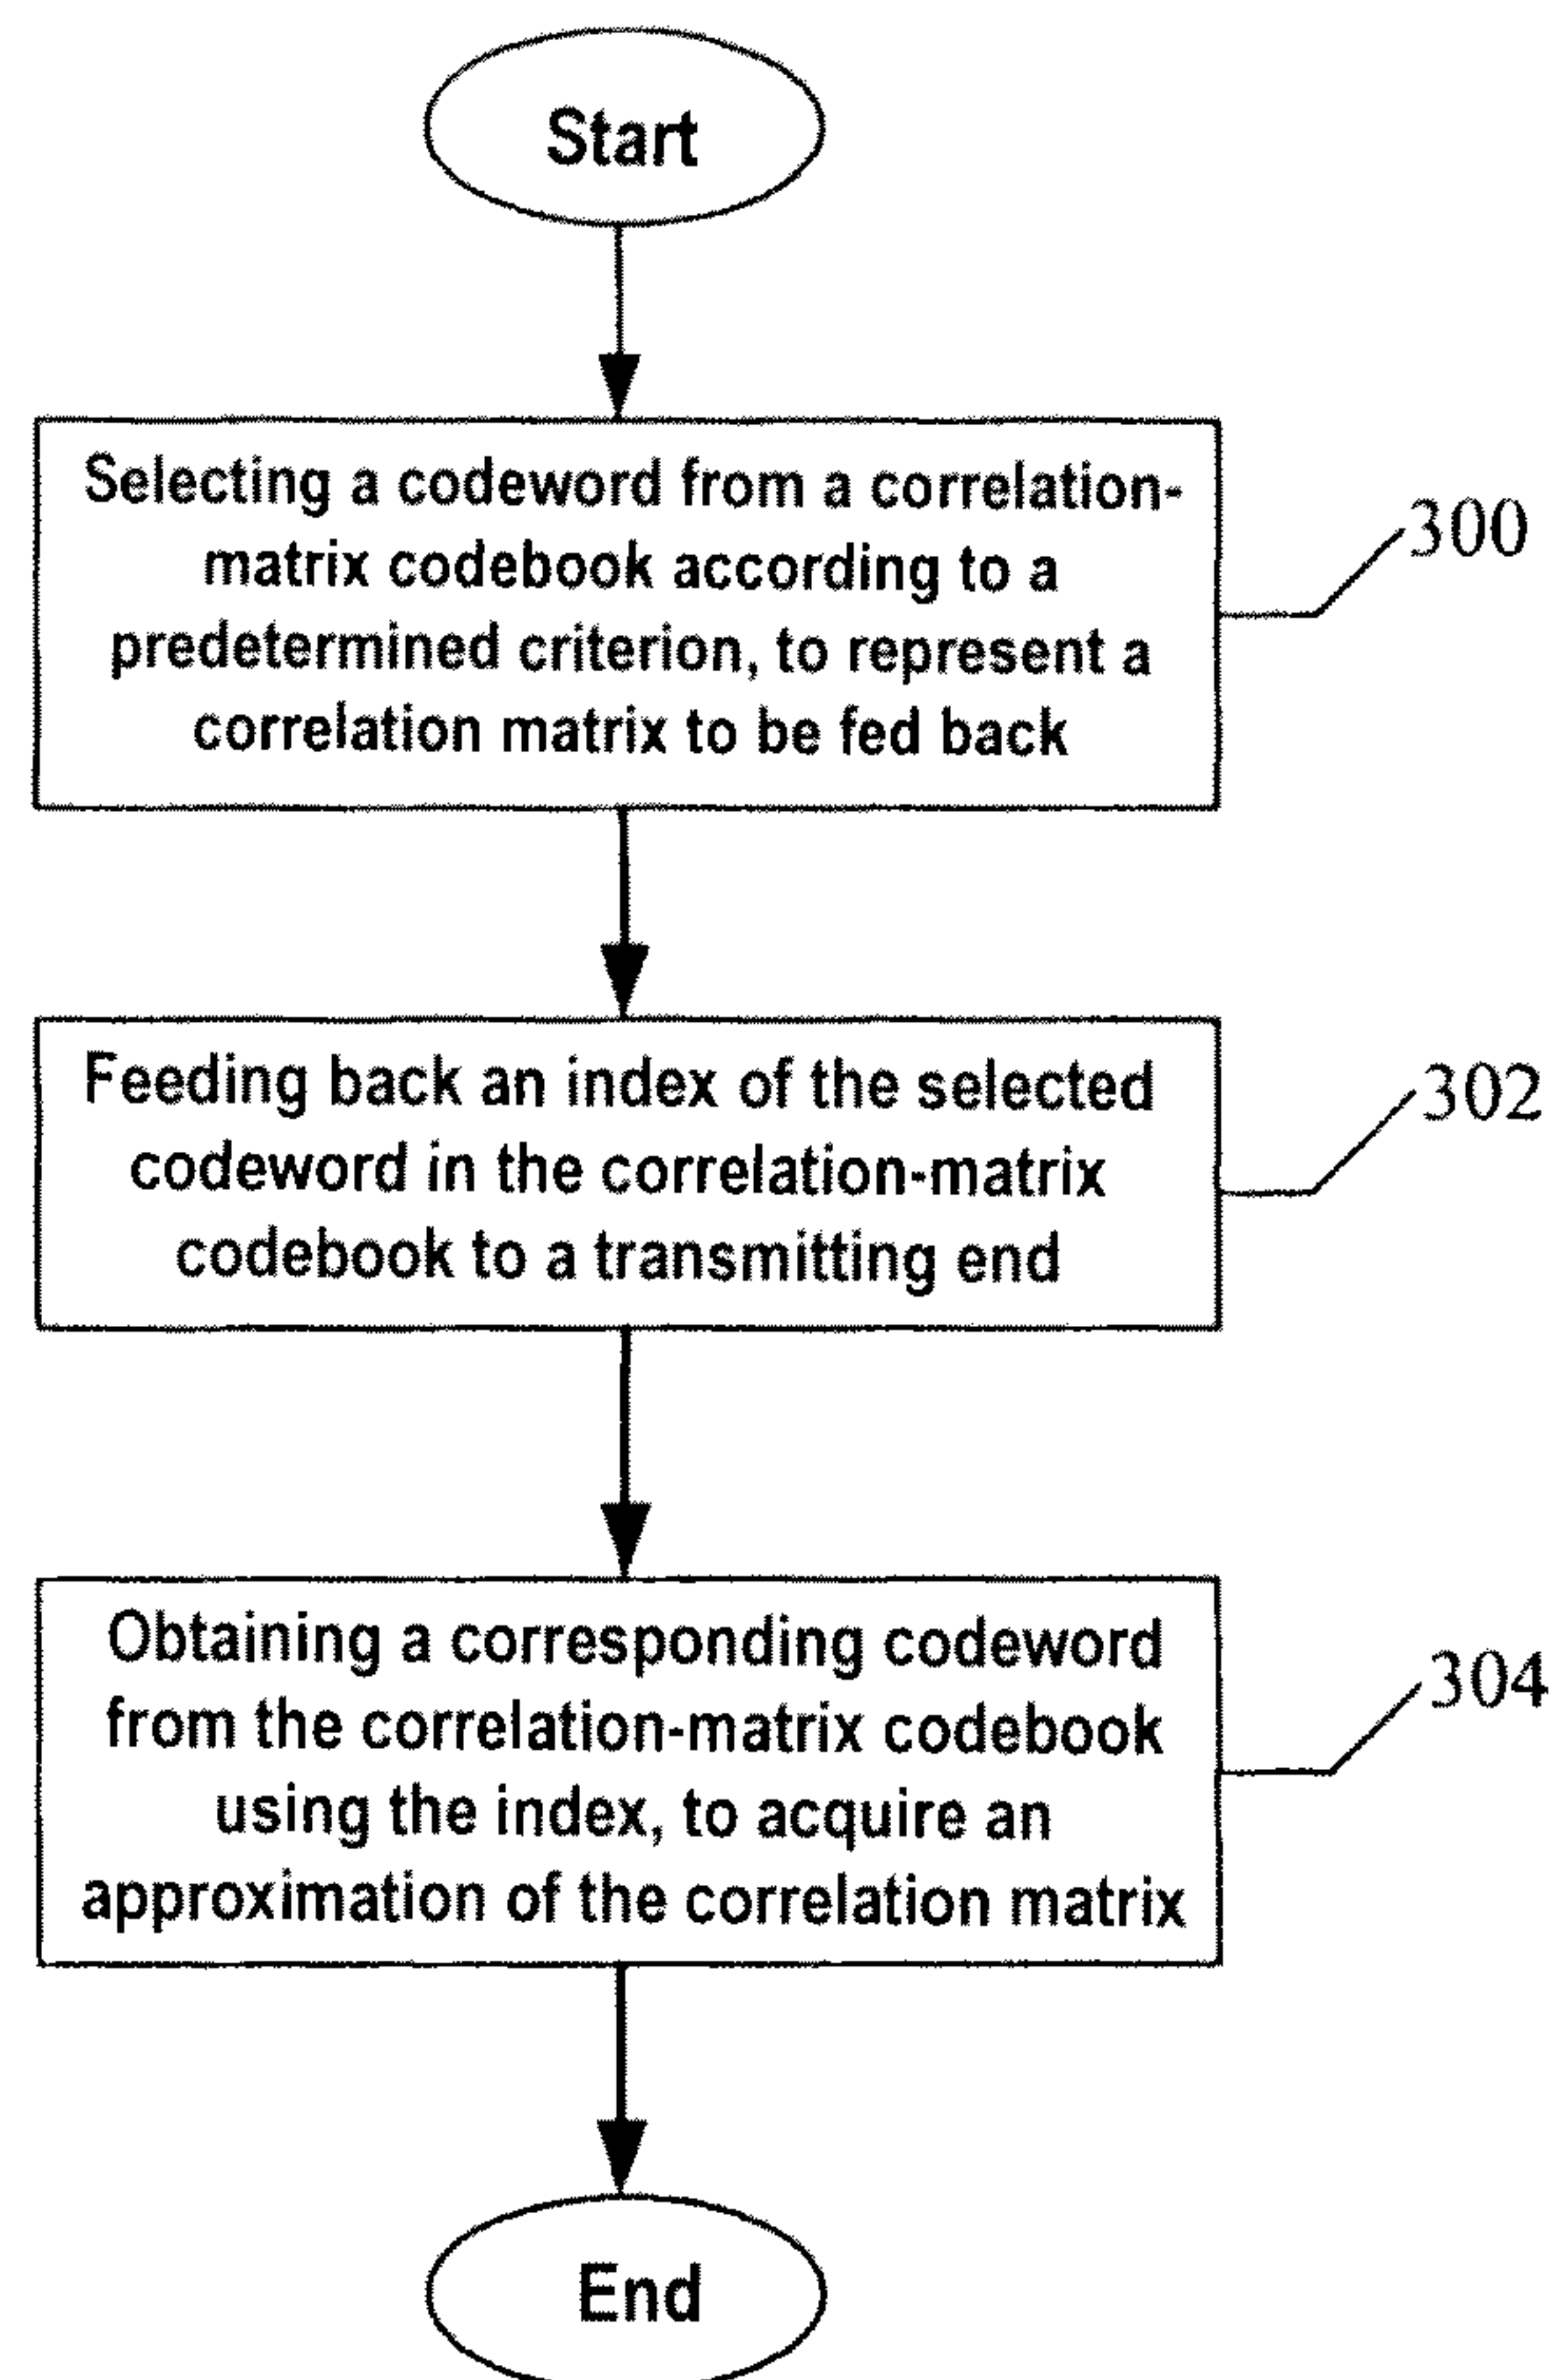 Start
Selecting a codeword from a correlation-
matrix codebook according to a
predetermined criterion, to represent a
correlation matrix to be fed back
300
Feeding back an index of the selected
codeword in the correlation-matrix
codebook to a transmitting end
302
Obtaining a corresponding codeword
from the correlation-matrix codebook
using the index, to acquire an
approximation of the correlation matrix
304
End